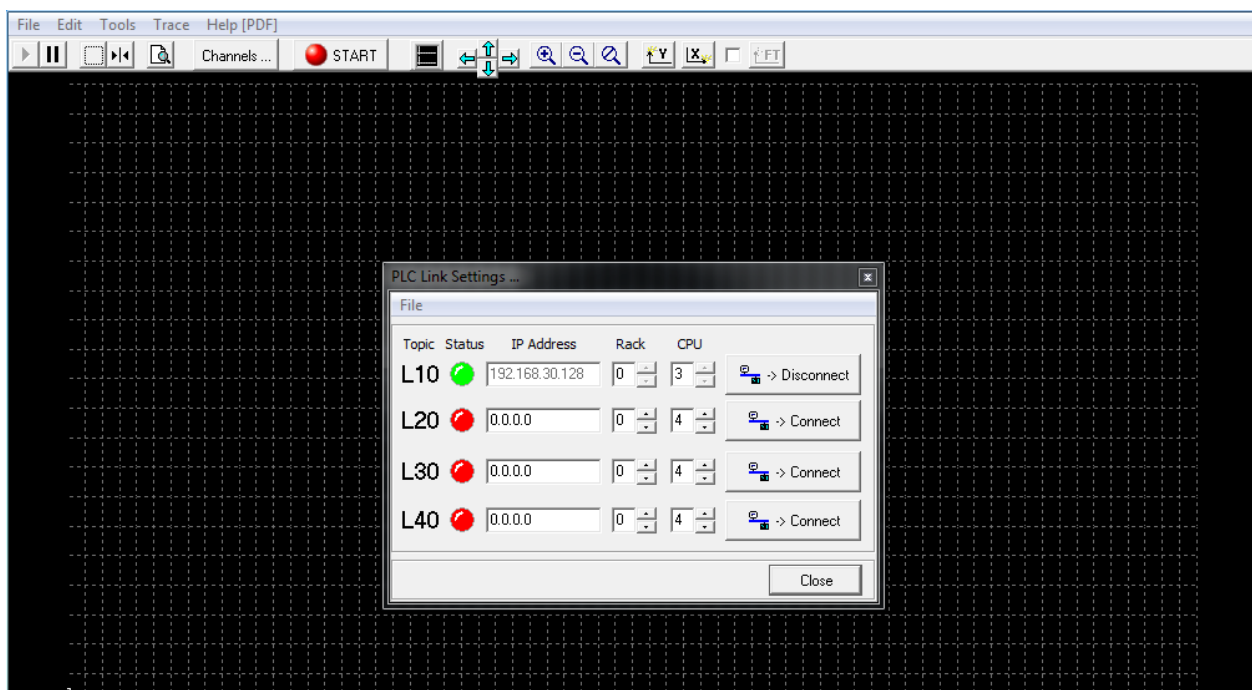 File Edit Tools Trace Help [PDF]
Channels ... START Y X FT
PLC Link Settings ...
File
Topic Status IP Address Rack CPU
L10 192.168.30.128 0 3 -> Disconnect
L20 0.0.0.0 0 4 -> Connect
L30 0.0.0.0 0 4 -> Connect
L40 0.0.0.0 0 4 -> Connect
Close